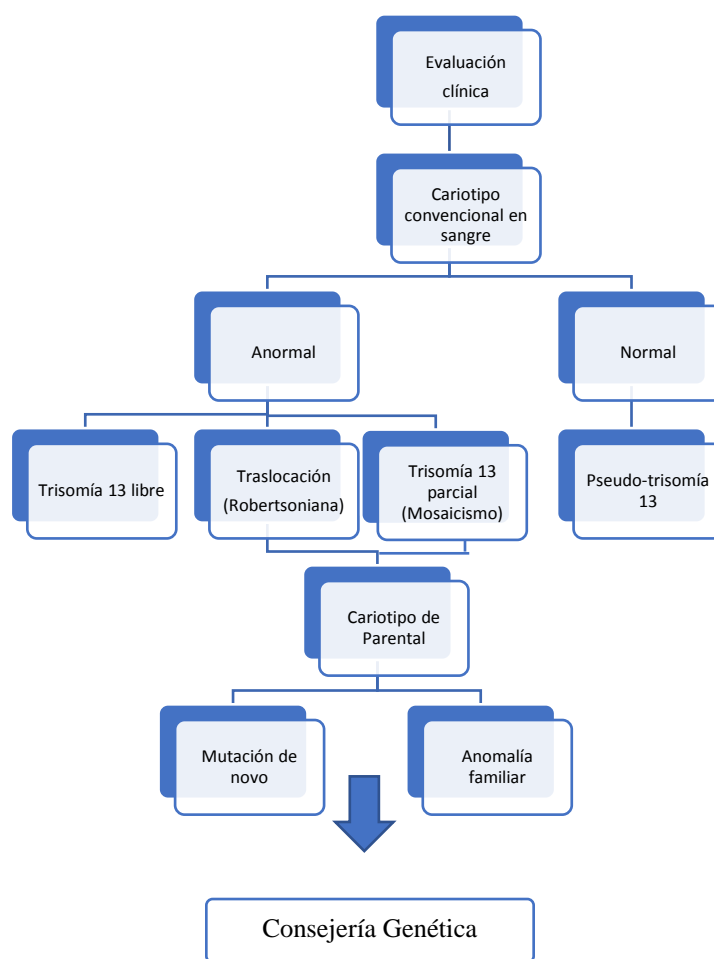 Evaluación
clínica
Cariotipo
convencional en
sangre
Anormal
Normal
Trisomía 13 libre
Traslocación
(Robertsoniana)
Trisomía 13
parcial
(Mosaicismo)
Pseudo-trisomía
13
Cariotipo de
Parental
Mutación de
novo
Anomalía
familiar
Consejería Genética